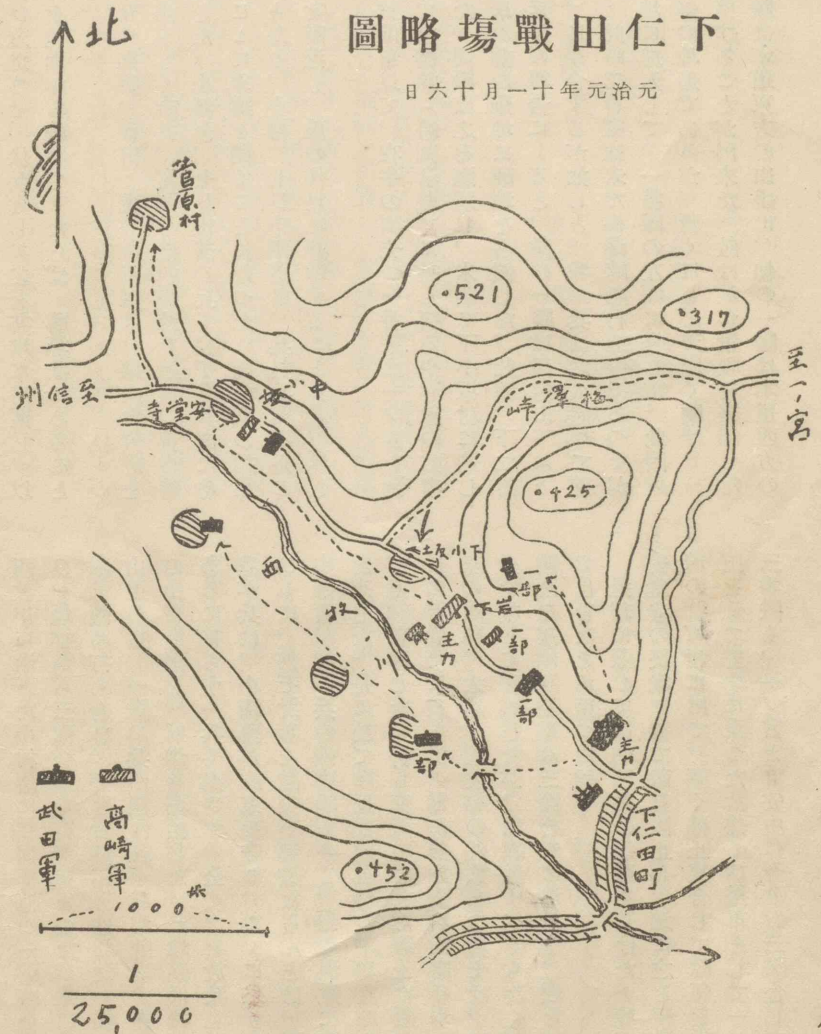 下仁田戰場略圖
元治元年十一月十六日
北
菅原村
521
317
至一ノ宮
至信州
安堂寺
中小坂
梅澤峠
425
下小坂
一部
岩下
主力
一部
一部
主力
西牧川
一部
下仁田町
452
高崎軍
武田軍
1000米
1
25,000